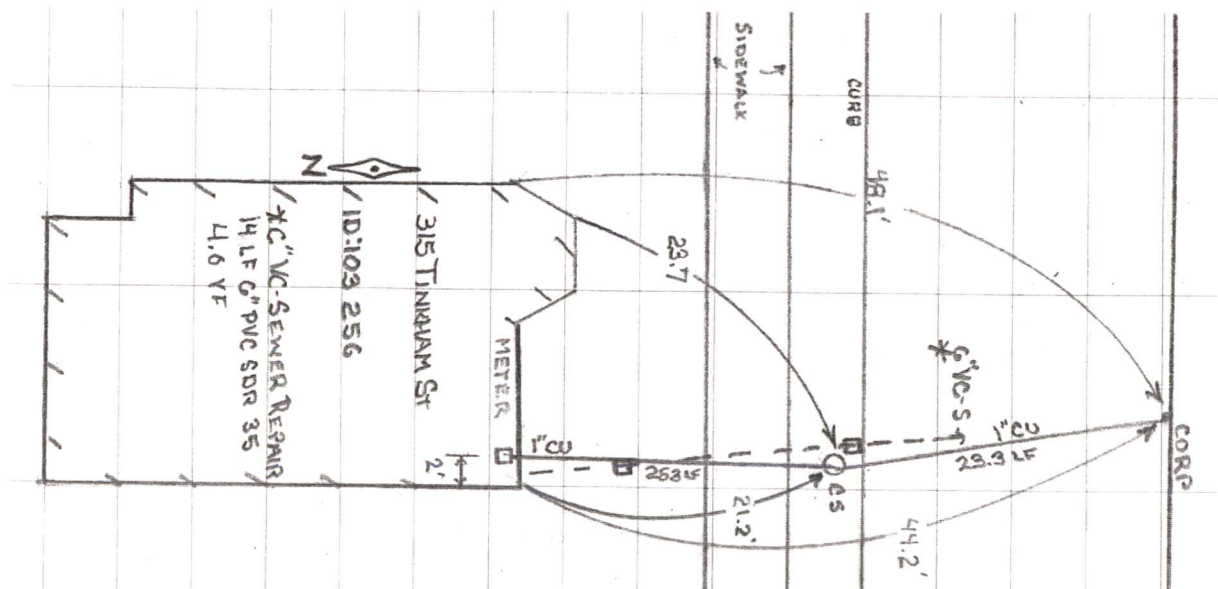 SIDEWALK
CURB
N
48.1'
23.7
315 TINKHAM St
ID: 103 256
*6" VC-SEWER REPAIR
14 LF 6" PVC SDR 35
4.6 VF
METER
*6" VC-S
1" CU
25.3 LF
1" CU
23.3 LF
CORP
2'
CS
21.2'
44.2'